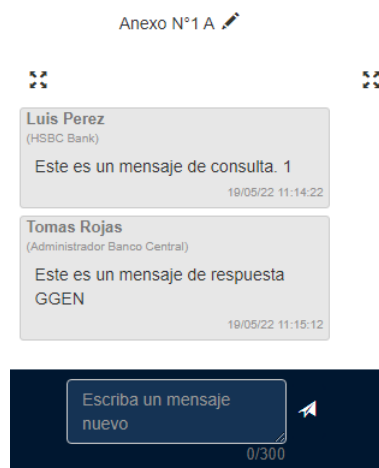 Anexo N°1 A
Luis Perez
(HSBC Bank)
Este es un mensaje de consulta. 1
19/05/22 11:14:22
Tomas Rojas
(Administrador Banco Central)
Este es un mensaje de respuesta
GGEN
19/05/22 11:15:12
Escriba un mensaje
nuevo
0/300